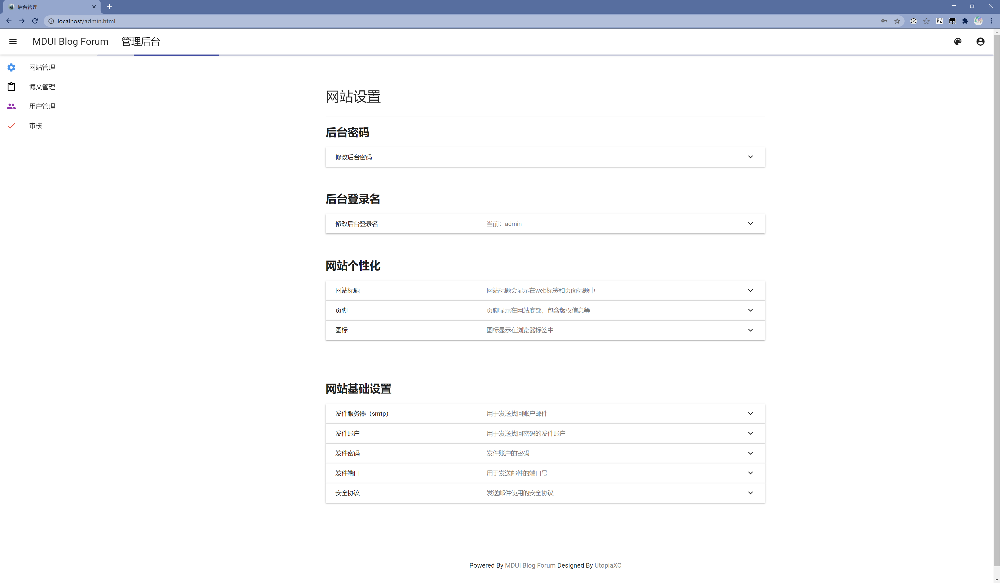 后台管理
localhost/admin.html
MDUI Blog Forum 管理后台
网站管理
博文管理
用户管理
审核
网站设置
后台密码
修改后台密码
后台登录名
修改后台登录名 当前：admin
网站个性化
网站标题 网站标题会显示在web标签和页面标题中
页脚 页脚显示在网站底部，包含版权信息等
图标 图标显示在浏览器标签中
网站基础设置
发件服务器（smtp） 用于发送找回账户邮件
发件账户 用于发送找回密码的发件账户
发件密码 发件账户的密码
发件端口 用于发送邮件的端口号
安全协议 发送邮件使用的安全协议
Powered By MDUI Blog Forum Designed By UtopiaXC